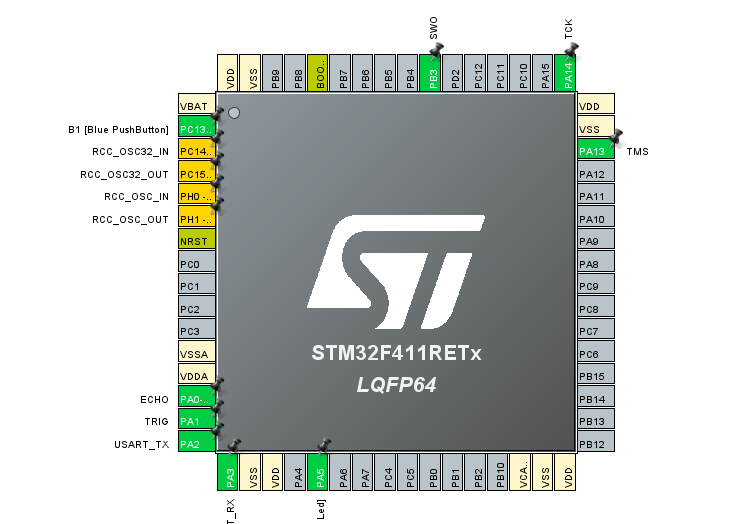 SWO
TCK
VDD
VSS
PB9
PB8
BOO..
PB7
PB6
PB5
PB4
PB3
PD2
PC12
PC11
PC10
PA15
PA14
VBAT
B1 [Blue PushButton]
PC13..
RCC_OSC32_IN
PC14..
RCC_OSC32_OUT
PC15..
RCC_OSC_IN
PH0 -..
RCC_OSC_OUT
PH1 -..
NRST
PC0
PC1
PC2
PC3
VSSA
VDDA
ECHO
PA0-..
TRIG
PA1
USART_TX
PA2
ST
STM32F411RETx
LQFP64
VDD
VSS
PA13
TMS
PA12
PA11
PA10
PA9
PA8
PC9
PC8
PC7
PC6
PB15
PB14
PB13
PB12
PA3
VSS
VDD
PA4
PA5
PA6
PA7
PC4
PC5
PB0
PB1
PB2
PB10
VCA..
VSS
VDD
T_RX
Led]